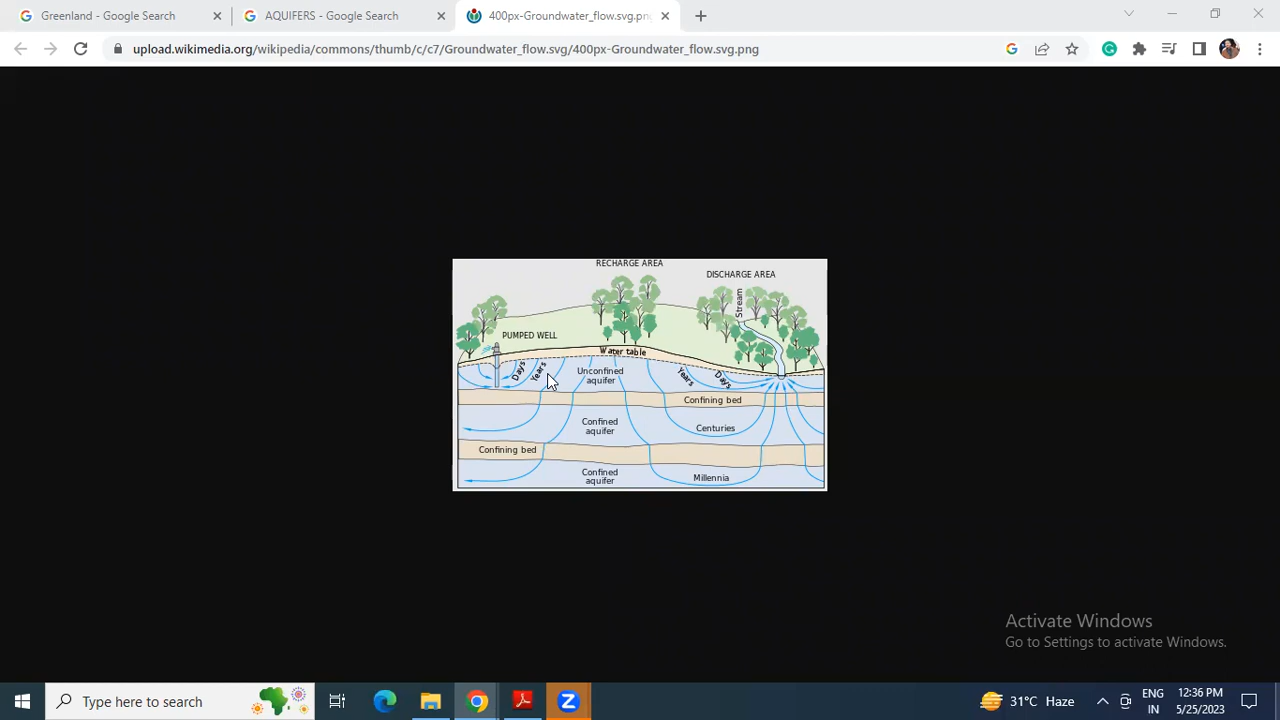 Greenland - Google Search
AQUIFERS - Google Search
400px-Groundwater_flow.svg.pn
upload.wikimedia.org/wikipedia/commons/thumb/c/c7/Groundwater_flow.svg/400px-Groundwater_flow.svg.png
RECHARGE AREA
DISCHARGE AREA
Stream
PUMPED WELL
Water table
Days
Years
Unconfined
aquifer
Years
Days
Confining bed
Confined
aquifer
Centuries
Confining bed
Confined
aquifer
Millennia
Activate Windows
Go to Settings to activate Windows.
Type here to search
31°C Haze
ENG
IN
12:36 PM
5/25/2023